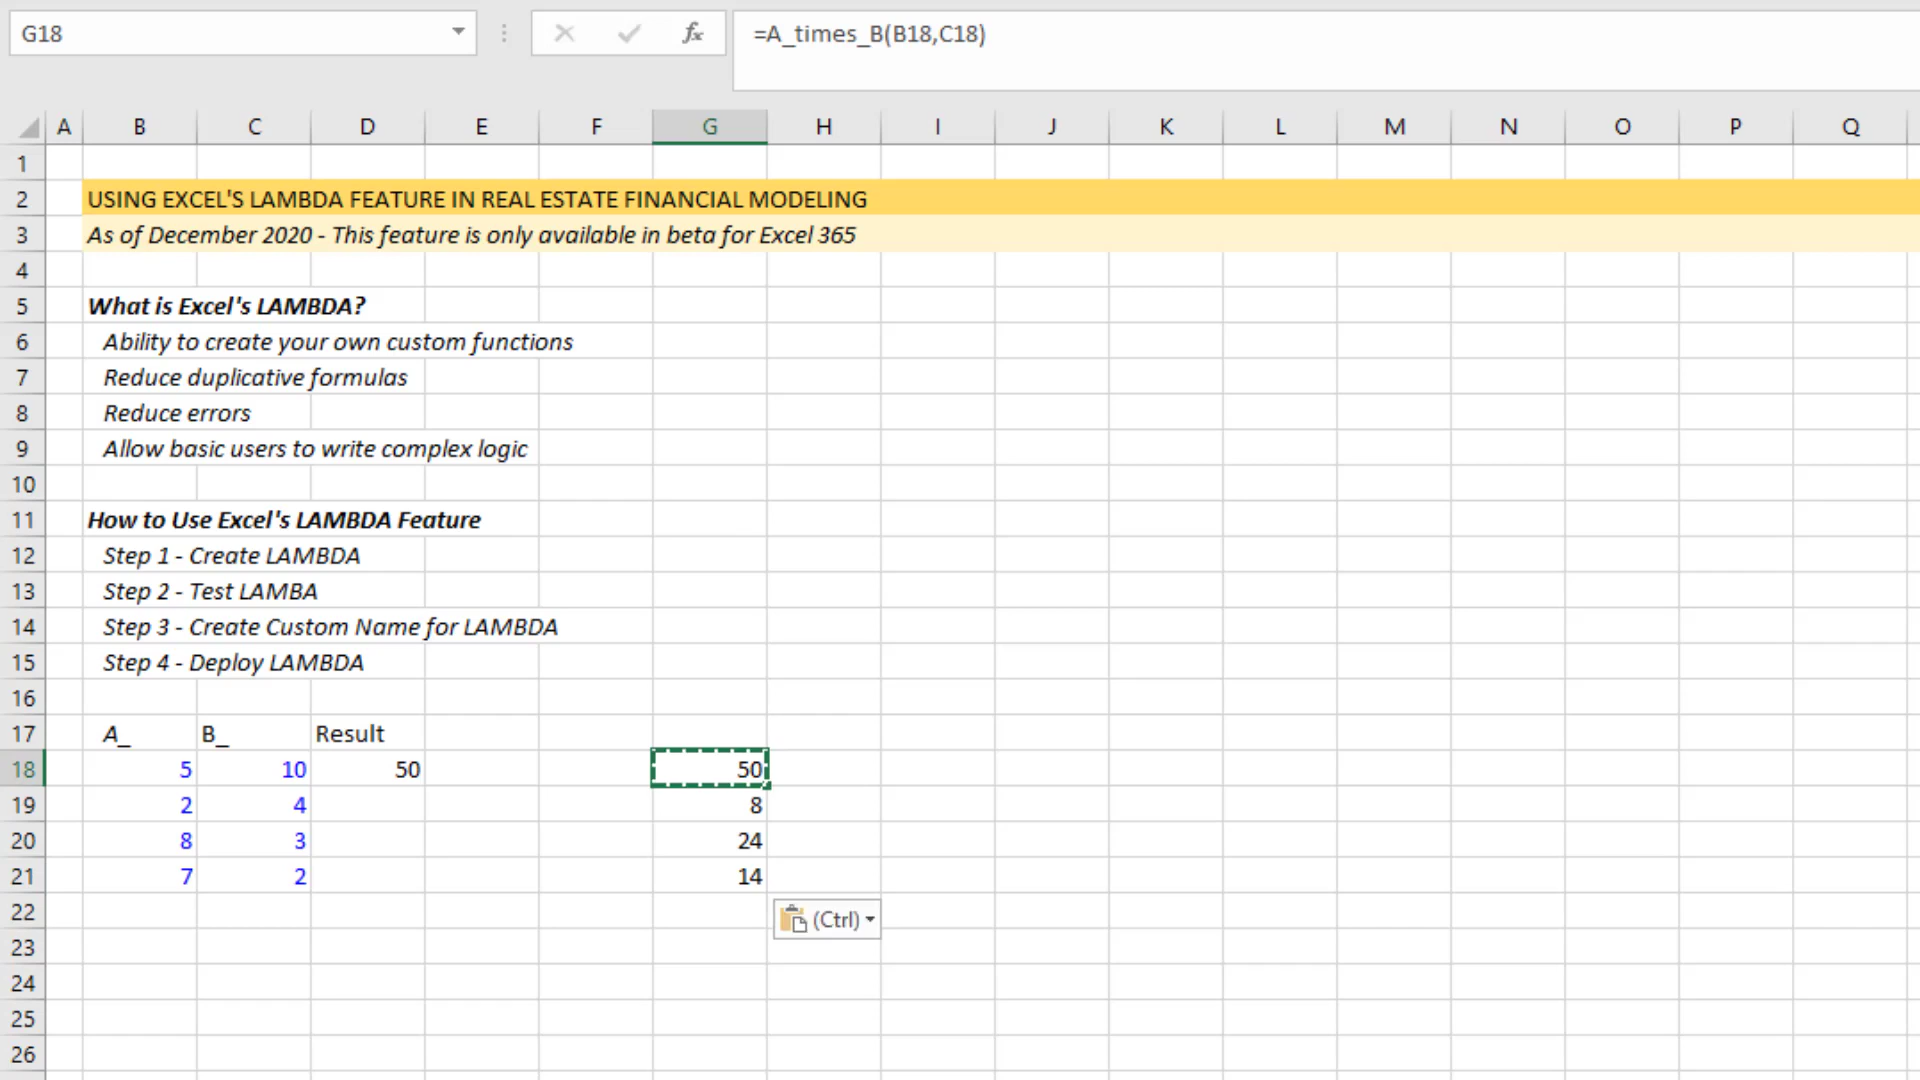 G18
fx
=A_times_B(B18,C18)
A B C D E F G H I J K L M N O P Q
1
2 USING EXCEL'S LAMBDA FEATURE IN REAL ESTATE FINANCIAL MODELING
3 As of December 2020 - This feature is only available in beta for Excel 365
4
5 What is Excel's LAMBDA?
6 Ability to create your own custom functions
7 Reduce duplicative formulas
8 Reduce errors
9 Allow basic users to write complex logic
10
11 How to Use Excel's LAMBDA Feature
12 Step 1 - Create LAMBDA
13 Step 2 - Test LAMBA
14 Step 3 - Create Custom Name for LAMBDA
15 Step 4 - Deploy LAMBDA
16
17 A_ B_ Result
18 5 10 50 50
19 2 4 8
20 8 3 24
21 7 2 14
22 (Ctrl)
23
24
25
26